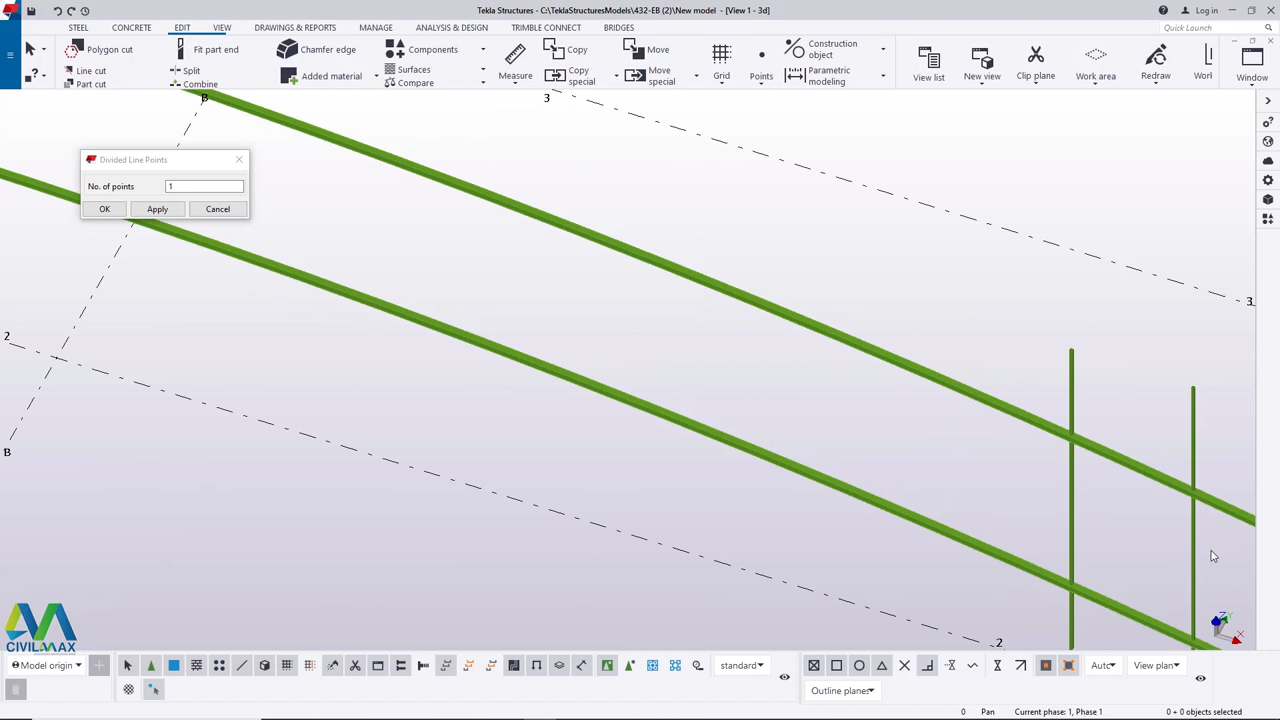 Tekla Structures - C:\TeklaStructuresModels\432-EB (2)\New model - [View 1 - 3d]
Log in
STEEL CONCRETE EDIT VIEW DRAWINGS & REPORTS MANAGE ANALYSIS & DESIGN TRIMBLE CONNECT BRIDGES
Quick Launch
Polygon cut
Line cut
Part cut
Fit part end
Split
Combine
Chamfer edge
Added material
Components
Surfaces
Compare
Measure
Copy
Copy special
Move
Move special
Grid
Points
Construction object
Parametric modeling
View list
New view
Clip plane
Work area
Redraw
Worl
Window
B
3
Divided Line Points
No. of points 1
OK Apply Cancel
3
2
B
2
Z
Y
X
CIVILMAX
Model origin
standard
Auto
View plan
Outline planes
0 Pan Current phase: 1, Phase 1 0 + 0 objects selected